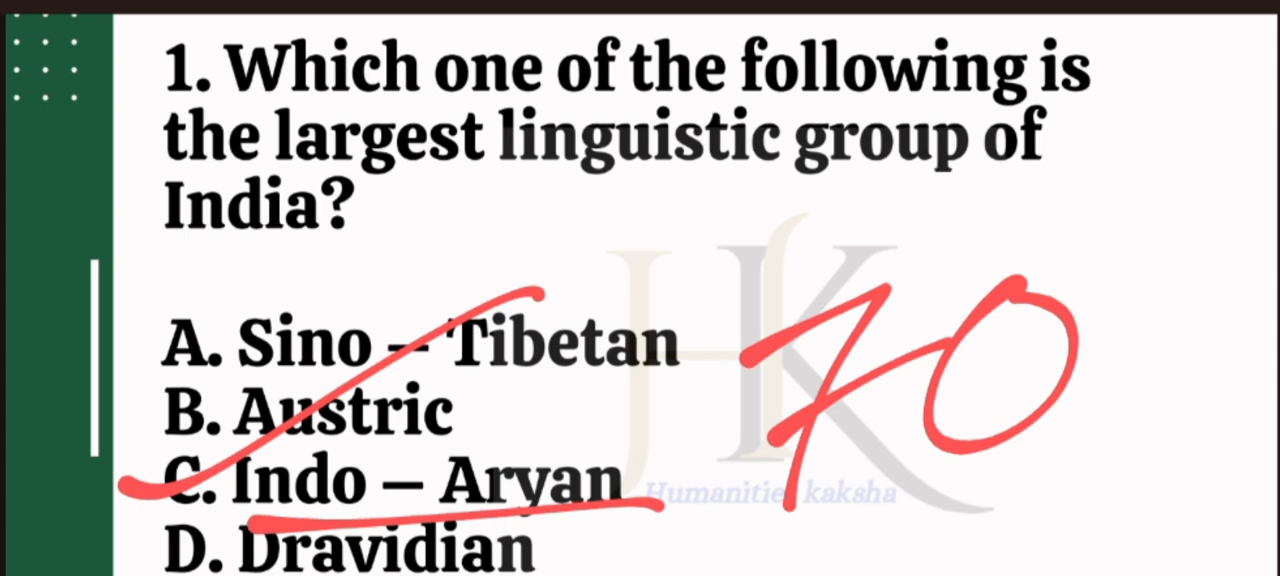 1. Which one of the following is
the largest linguistic group of
India?
A. Sino – Tibetan
B. Austric
C. Indo – Aryan
D. Dravidian
70
HK
Humanities kaksha